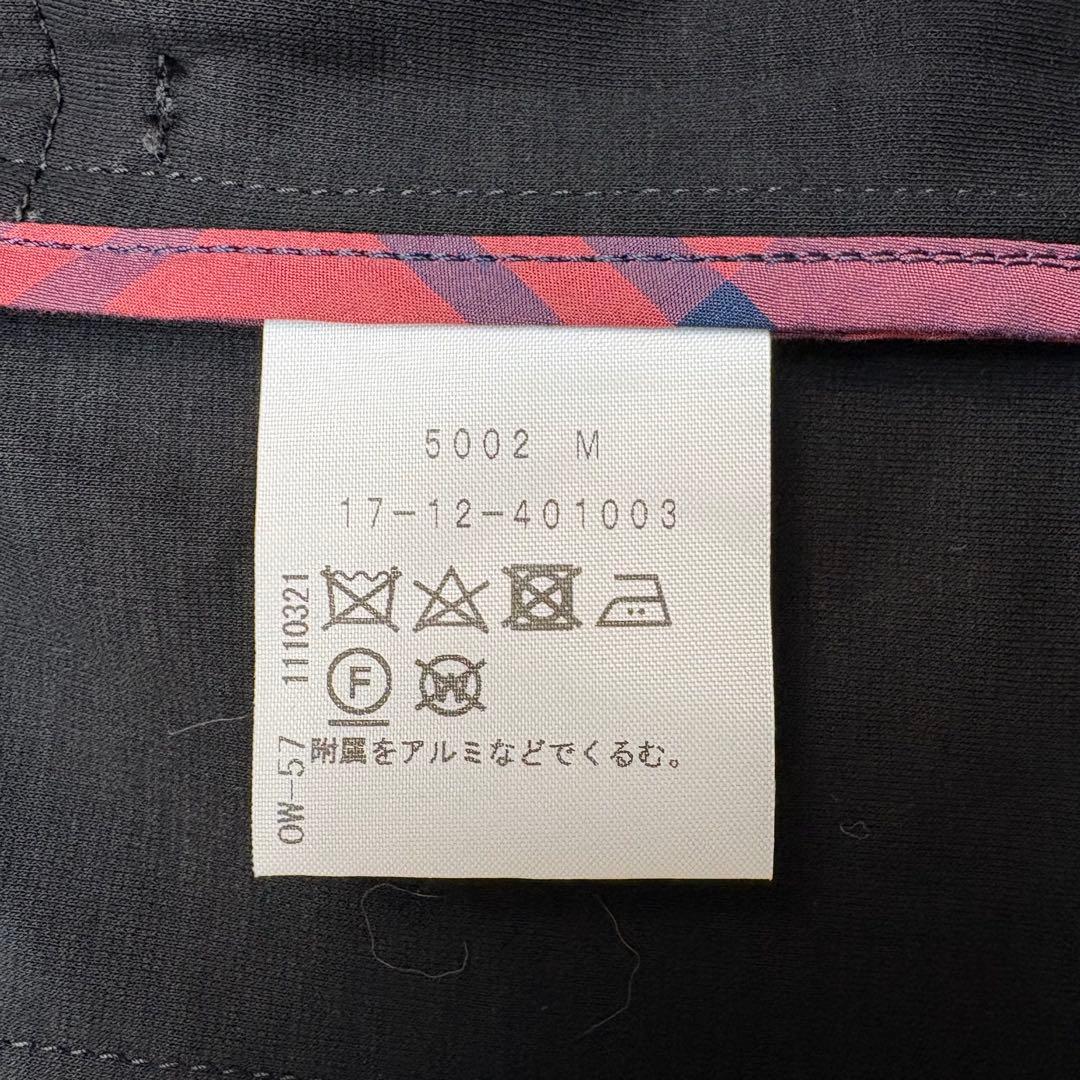 5002 M
17-12-401003
1110321
F
W
OW-57
附属をアルミなどでくるむ。